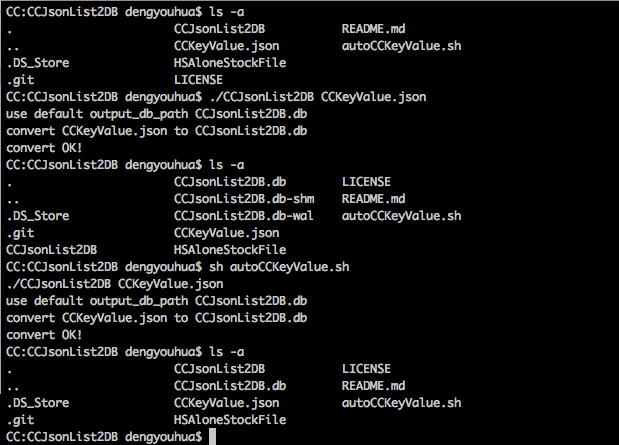 CC:CCJsonList2DB dengyouhua$ ls -a
.                       CCJsonList2DB           README.md
..                      CCKeyValue.json         autoCCKeyValue.sh
.DS_Store               HSAloneStockFile
.git                    LICENSE
CC:CCJsonList2DB dengyouhua$ ./CCJsonList2DB CCKeyValue.json
use default output_db_path CCJsonList2DB.db
convert CCKeyValue.json to CCJsonList2DB.db
convert OK!
CC:CCJsonList2DB dengyouhua$ ls -a
.                       CCJsonList2DB.db        LICENSE
..                      CCJsonList2DB.db-shm    README.md
.DS_Store               CCJsonList2DB.db-wal    autoCCKeyValue.sh
.git                    CCKeyValue.json
CCJsonList2DB           HSAloneStockFile
CC:CCJsonList2DB dengyouhua$ sh autoCCKeyValue.sh
./CCJsonList2DB CCKeyValue.json
use default output_db_path CCJsonList2DB.db
convert CCKeyValue.json to CCJsonList2DB.db
convert OK!
CC:CCJsonList2DB dengyouhua$ ls -a
.                       CCJsonList2DB           LICENSE
..                      CCJsonList2DB.db        README.md
.DS_Store               CCKeyValue.json         autoCCKeyValue.sh
.git                    HSAloneStockFile
CC:CCJsonList2DB dengyouhua$